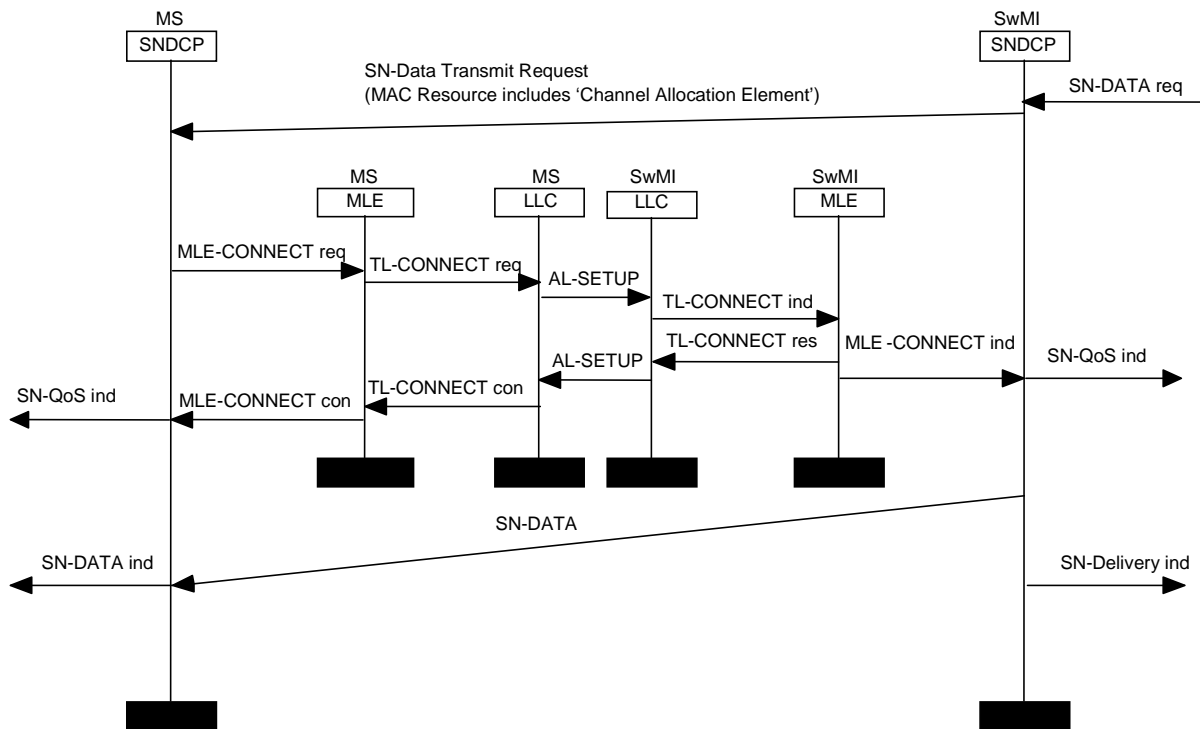 MS
SwMI
SNDCP
SNDCP
SN-Data Transmit Request
(MAC Resource includes ‘Channel Allocation Element’)
SN-DATA req
MS
MS
SwMI
SwMI
MLE
LLC
LLC
MLE
MLE-CONNECT req
TL-CONNECT req
AL-SETUP
TL-CONNECT ind
TL-CONNECT res
MLE -CONNECT ind
AL-SETUP
SN-QoS ind
TL-CONNECT con
SN-QoS ind
MLE-CONNECT con
SN-DATA
SN-DATA ind
SN-Delivery ind